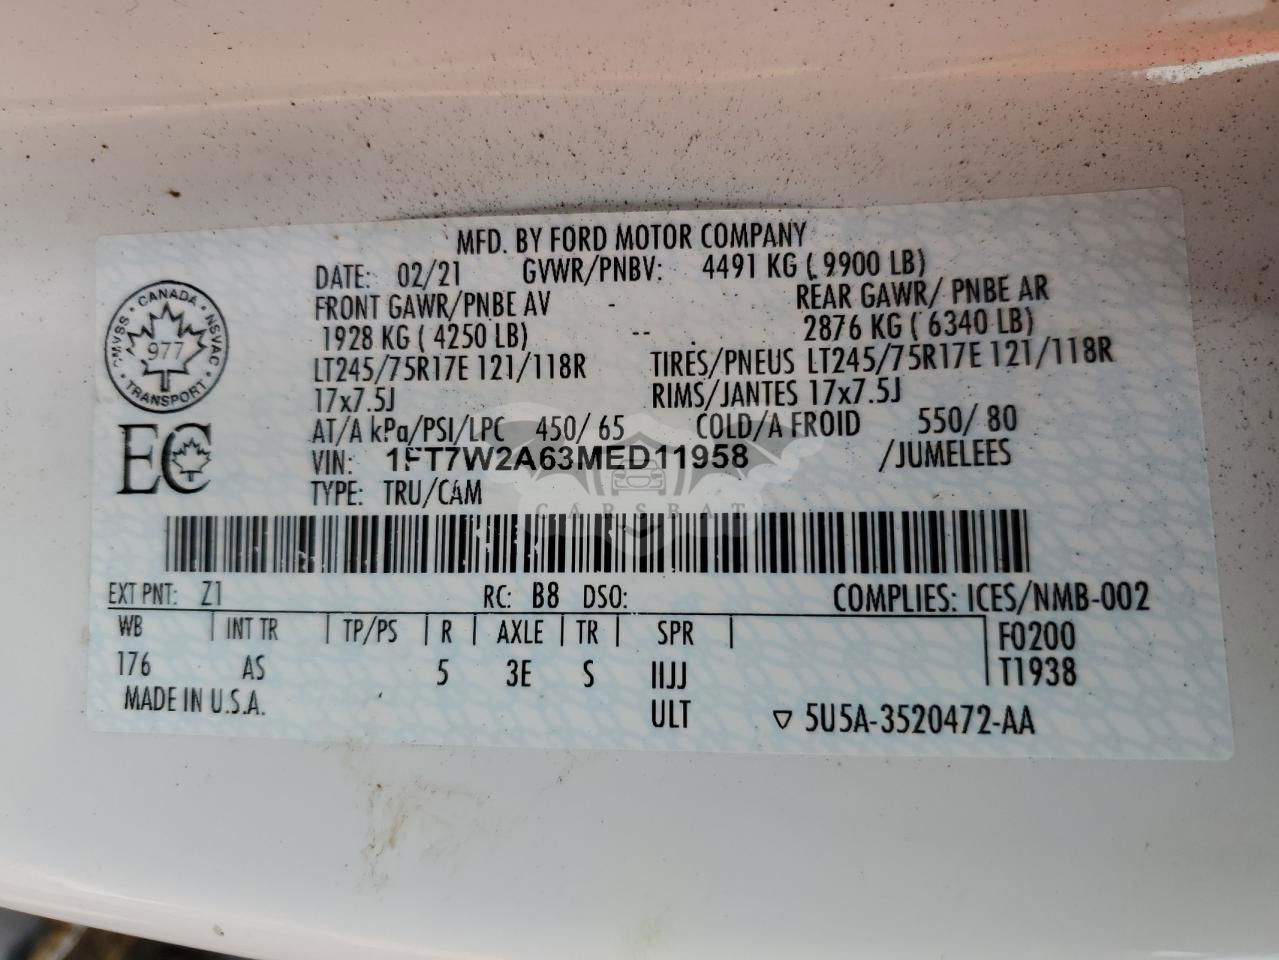 MFD. BY FORD MOTOR COMPANY
DATE: 02/21 GVWR/PNBV: 4491 KG ( 9900 LB)
FRONT GAWR/PNBE AV - REAR GAWR/ PNBE AR
1928 KG ( 4250 LB) -- 2876 KG ( 6340 LB)
LT245/75R17E 121/118R TIRES/PNEUS LT245/75R17E 121/118R
17x7.5J RIMS/JANTES 17x7.5J
AT/A kPa/PSI/LPC 450/ 65 COLD/A FROID 550/ 80
VIN: 1FT7W2A63MED11958 /JUMELEES
TYPE: TRU/CAM
CMVSS · CANADA · NSVAC · TRANSPORT ·
977
EC
CARSBAT
EXT PNT: Z1 RC: B8 DSO: COMPLIES: ICES/NMB-002
WB | INT TR | TP/PS | R | AXLE | TR | SPR | F0200
176 AS 5 3E S IIJJ T1938
MADE IN U.S.A. ULT ▽ 5U5A-3520472-AA